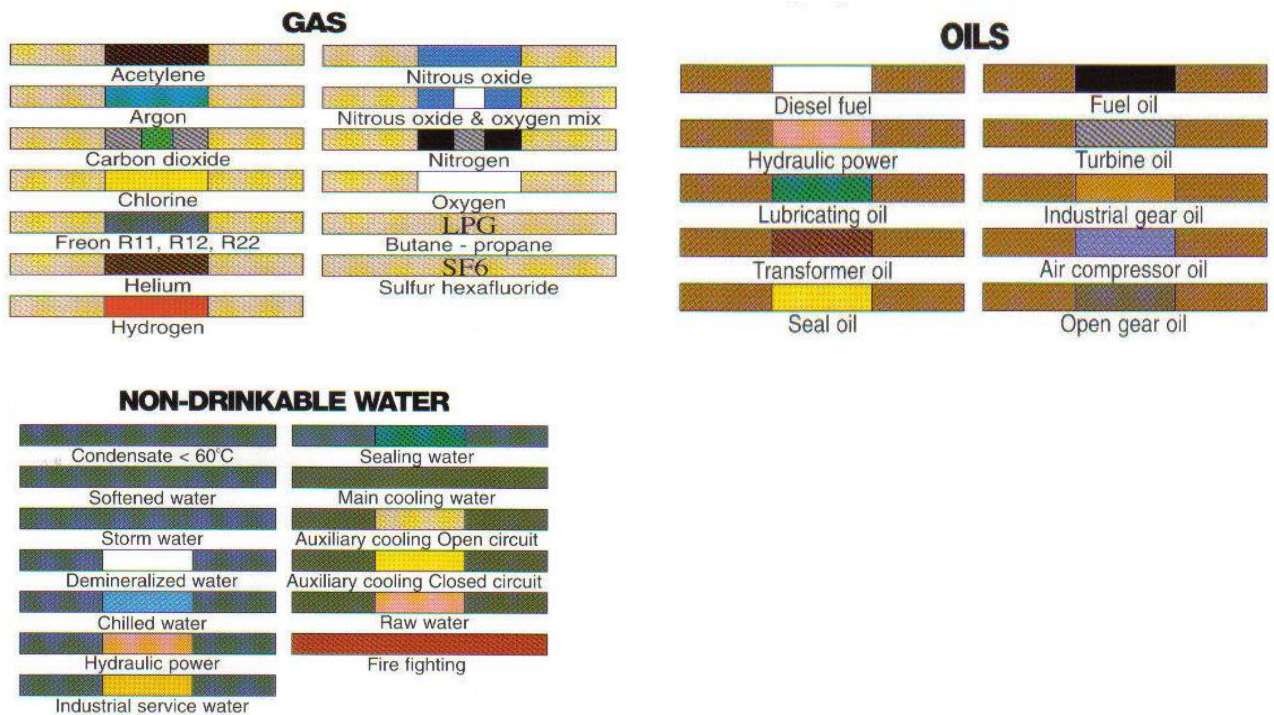 GAS
Acetylene
Argon
Carbon dioxide
Chlorine
Freon R11, R12, R22
Helium
Hydrogen
Nitrous oxide
Nitrous oxide & oxygen mix
Nitrogen
Oxygen
LPG
Butane - propane
SF6
Sulfur hexafluoride
OILS
Diesel fuel
Hydraulic power
Lubricating oil
Transformer oil
Seal oil
Fuel oil
Turbine oil
Industrial gear oil
Air compressor oil
Open gear oil
NON-DRINKABLE WATER
Condensate < 60°C
Softened water
Storm water
Demineralized water
Chilled water
Hydraulic power
Industrial service water
Sealing water
Main cooling water
Auxiliary cooling Open circuit
Auxiliary cooling Closed circuit
Raw water
Fire fighting